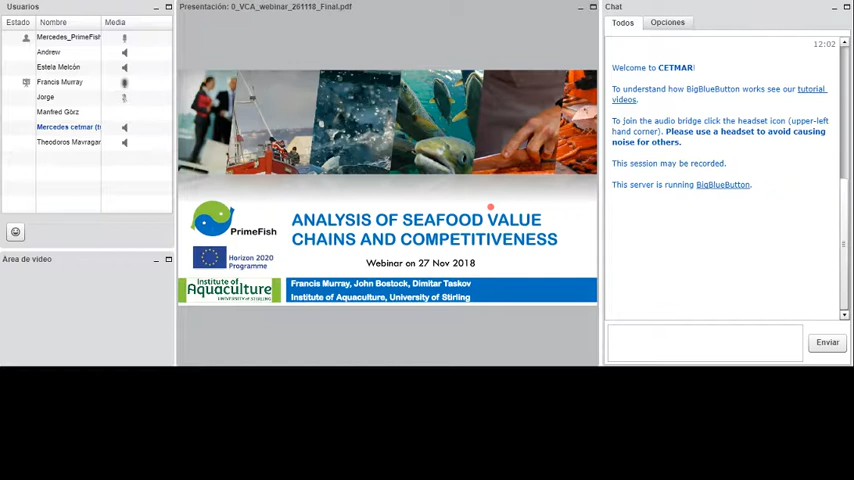 Usuarios
Estado Nombre Media
Mercedes_PrimeFish
Andrew
Estela Melcón
Francis Murray
Jorge
Manfred Görz
Mercedes cetmar (t
Theodoros Mavragar
Area de video
Presentación: 0_VCA_webinar_261118_Final.pdf
PrimeFish
Horizon 2020
Programme
Institute of
Aquaculture
UNIVERSITY OF STIRLING
ANALYSIS OF SEAFOOD VALUE
CHAINS AND COMPETITIVENESS
Webinar on 27 Nov 2018
Francis Murray, John Bostock, Dimitar Taskov
Institute of Aquaculture, University of Stirling
Chat
Todos Opciones
12:02
Welcome to CETMAR!
To understand how BigBlueButton works see our tutorial
videos.
To join the audio bridge click the headset icon (upper-left
hand corner). Please use a headset to avoid causing
noise for others.
This session may be recorded.
This server is running BigBlueButton.
Enviar